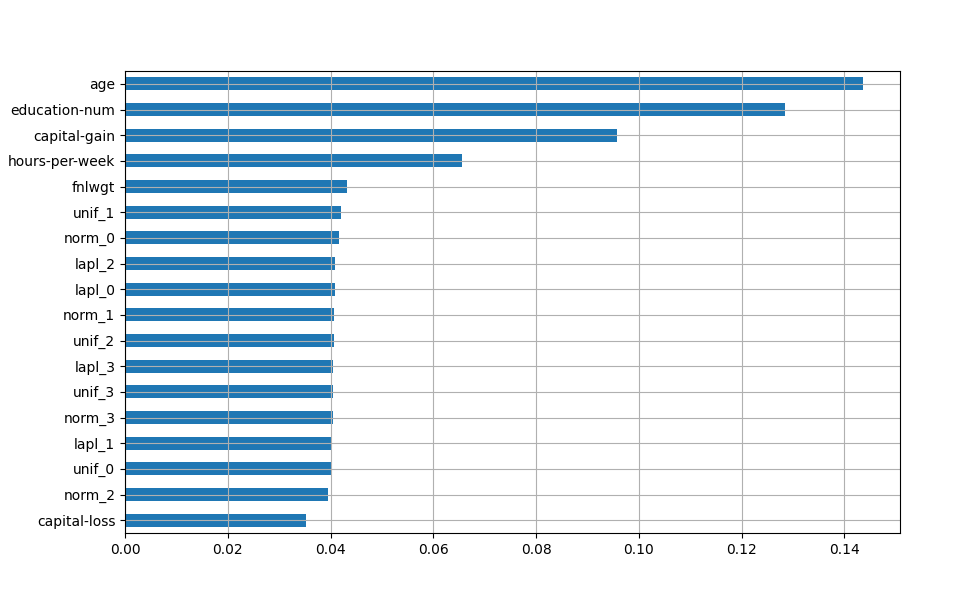 age
education-num
capital-gain
hours-per-week
fnlwgt
unif_1
norm_0
lapl_2
lapl_0
norm_1
unif_2
lapl_3
unif_3
norm_3
lapl_1
unif_0
norm_2
capital-loss
0.00 0.02 0.04 0.06 0.08 0.10 0.12 0.14